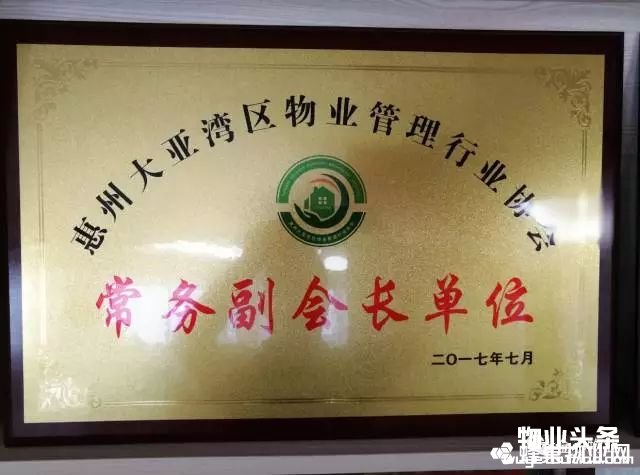 惠州大亚湾区物业管理行业协会
常务副会长单位
二〇一七年七月
物业头条